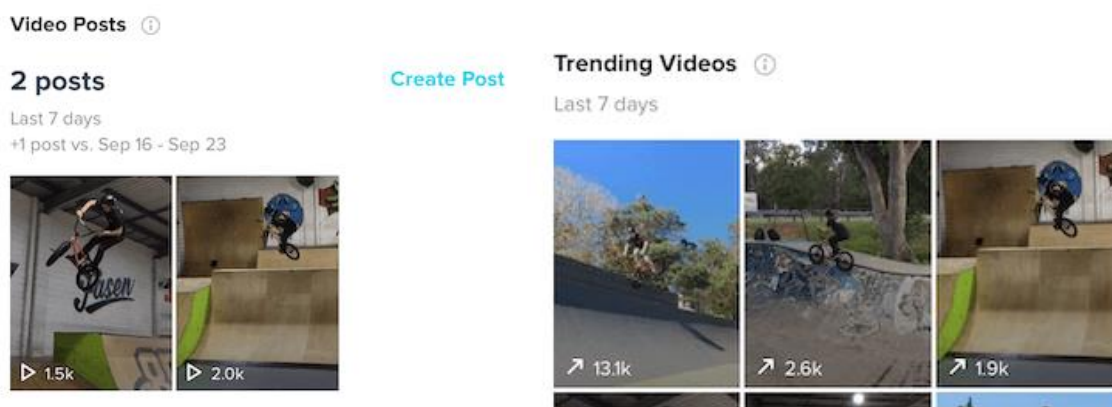 Video Posts
2 posts
Create Post
Last 7 days
+1 post vs. Sep 16 - Sep 23
Pasen
1.5k
2.0k
Trending Videos
Last 7 days
13.1k
2.6k
1.9k